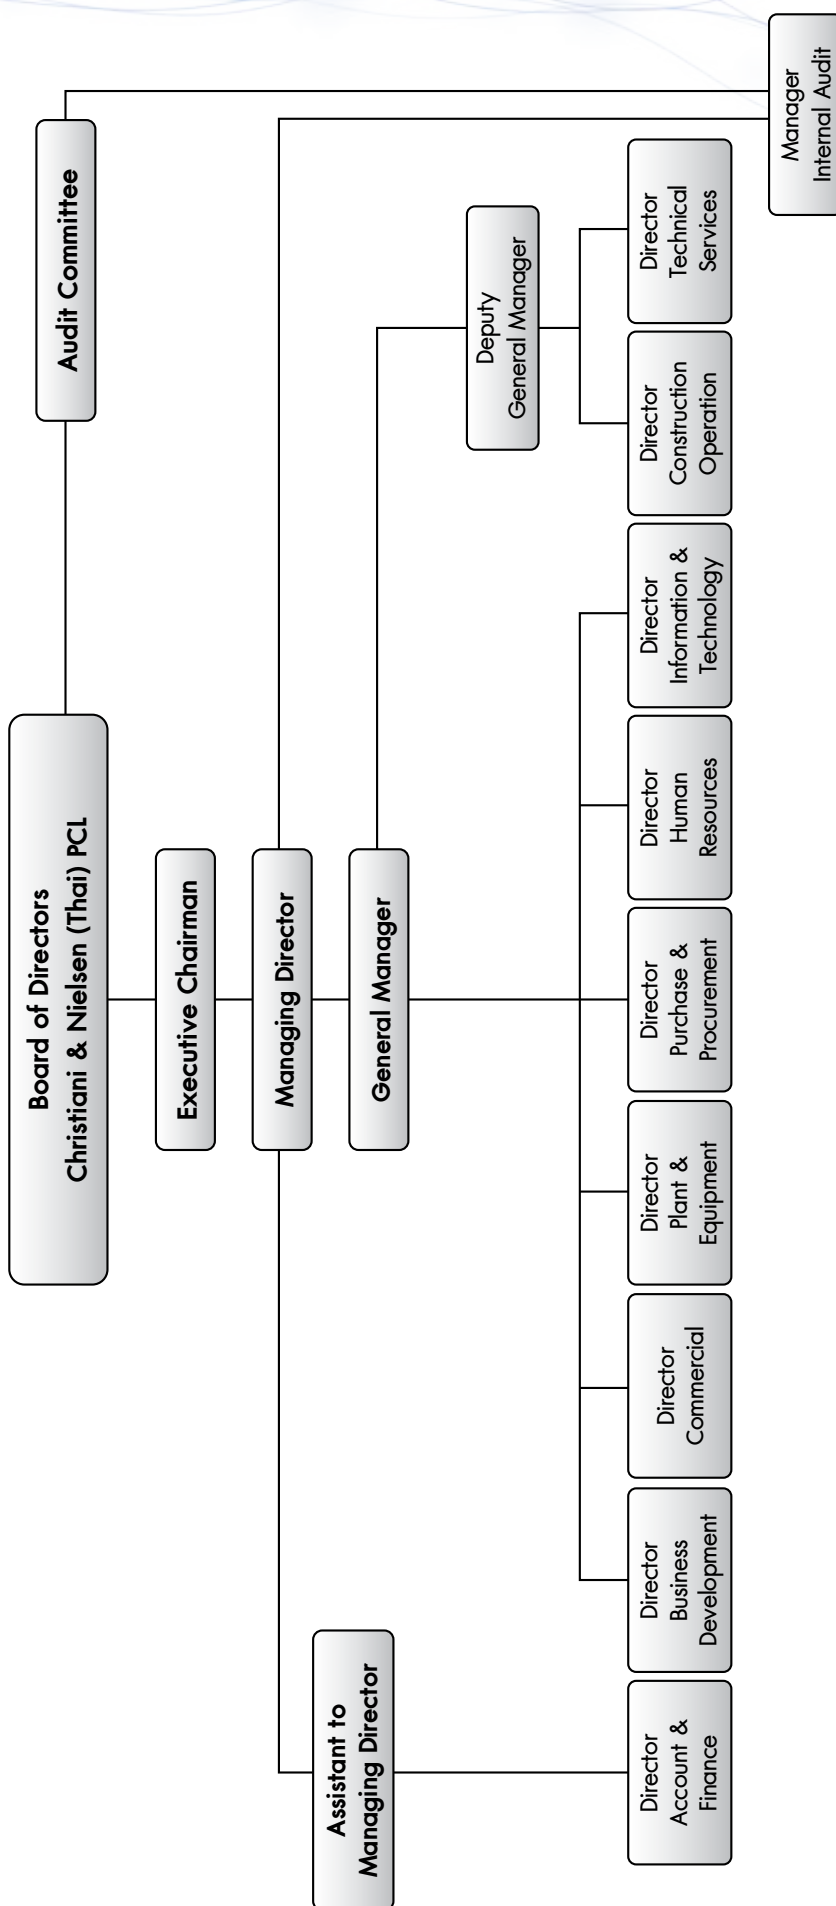 Board of Directors
Christiani & Nielsen (Thai) PCL
Audit Committee
Executive Chairman
Managing Director
Assistant to
Managing Director
General Manager
Deputy
General Manager
Director
Account &
Finance
Director
Business
Development
Director
Commercial
Director
Plant &
Equipment
Director
Purchase &
Procurement
Director
Human
Resources
Director
Information &
Technology
Director
Construction
Operation
Director
Technical
Services
Manager
Internal Audit